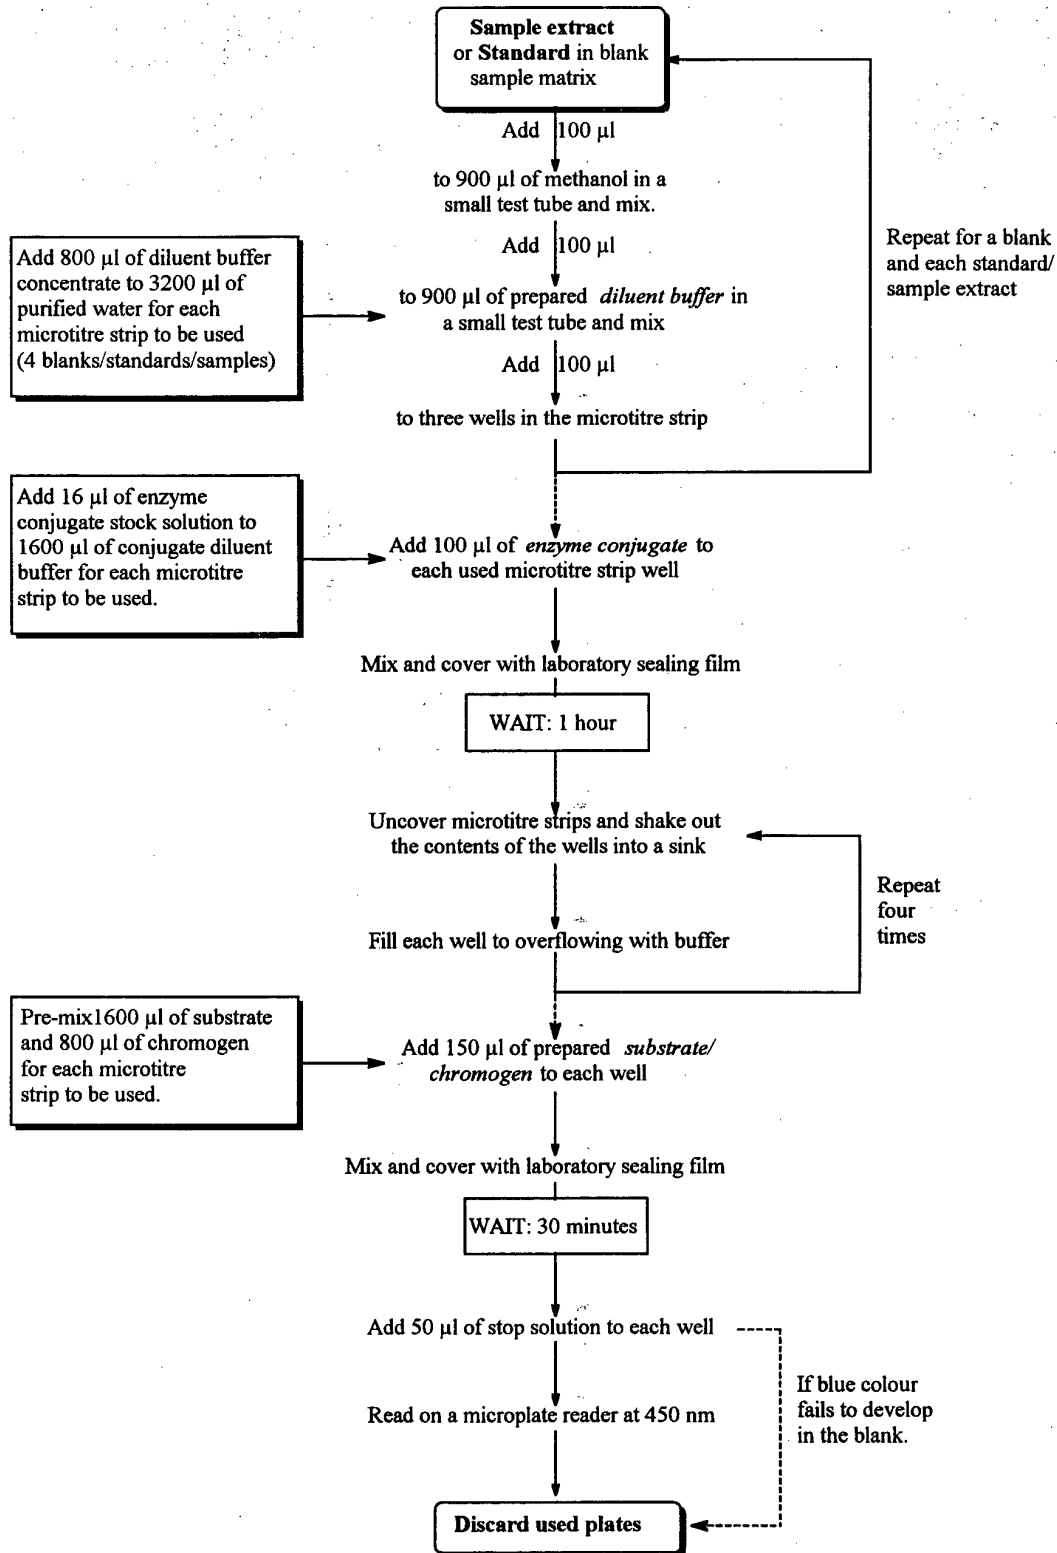 Sample extract
or Standard in blank
sample matrix
Add 100 µl
to 900 µl of methanol in a
small test tube and mix.
Repeat for a blank
and each standard/
sample extract
Add 100 µl
Add 800 µl of diluent buffer
concentrate to 3200 µl of
purified water for each
microtitre strip to be used
(4 blanks/standards/samples)
to 900 µl of prepared diluent buffer in
a small test tube and mix
Add 100 µl
to three wells in the microtitre strip
Add 16 µl of enzyme
conjugate stock solution to
1600 µl of conjugate diluent
buffer for each microtitre
strip to be used.
Add 100 µl of enzyme conjugate to
each used microtitre strip well
Mix and cover with laboratory sealing film
WAIT: 1 hour
Uncover microtitre strips and shake out
the contents of the wells into a sink
Repeat
four
times
Fill each well to overflowing with buffer
Pre-mix1600 µl of substrate
and 800 µl of chromogen
for each microtitre
strip to be used.
Add 150 µl of prepared substrate/
chromogen to each well
Mix and cover with laboratory sealing film
WAIT: 30 minutes
Add 50 µl of stop solution to each well
If blue colour
fails to develop
in the blank.
Read on a microplate reader at 450 nm
Discard used plates